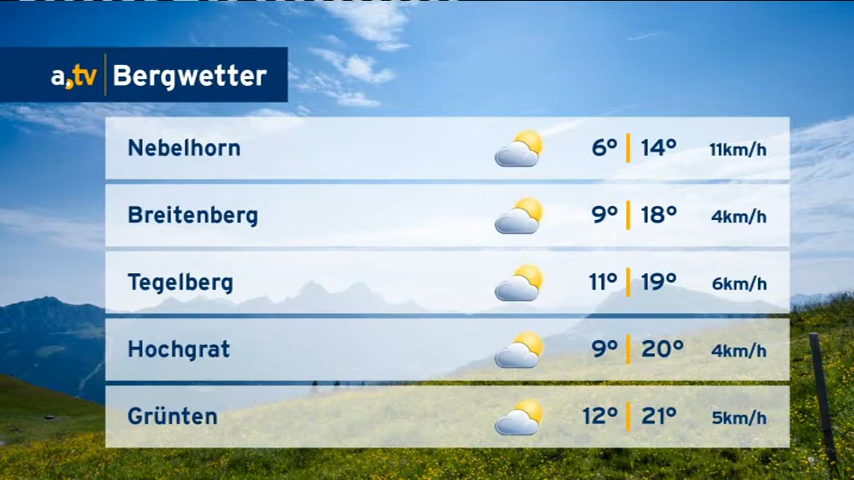 a.tv Bergwetter
Nebelhorn 6° 14° 11km/h
Breitenberg 9° 18° 4km/h
Tegelberg 11° 19° 6km/h
Hochgrat 9° 20° 4km/h
Grünten 12° 21° 5km/h